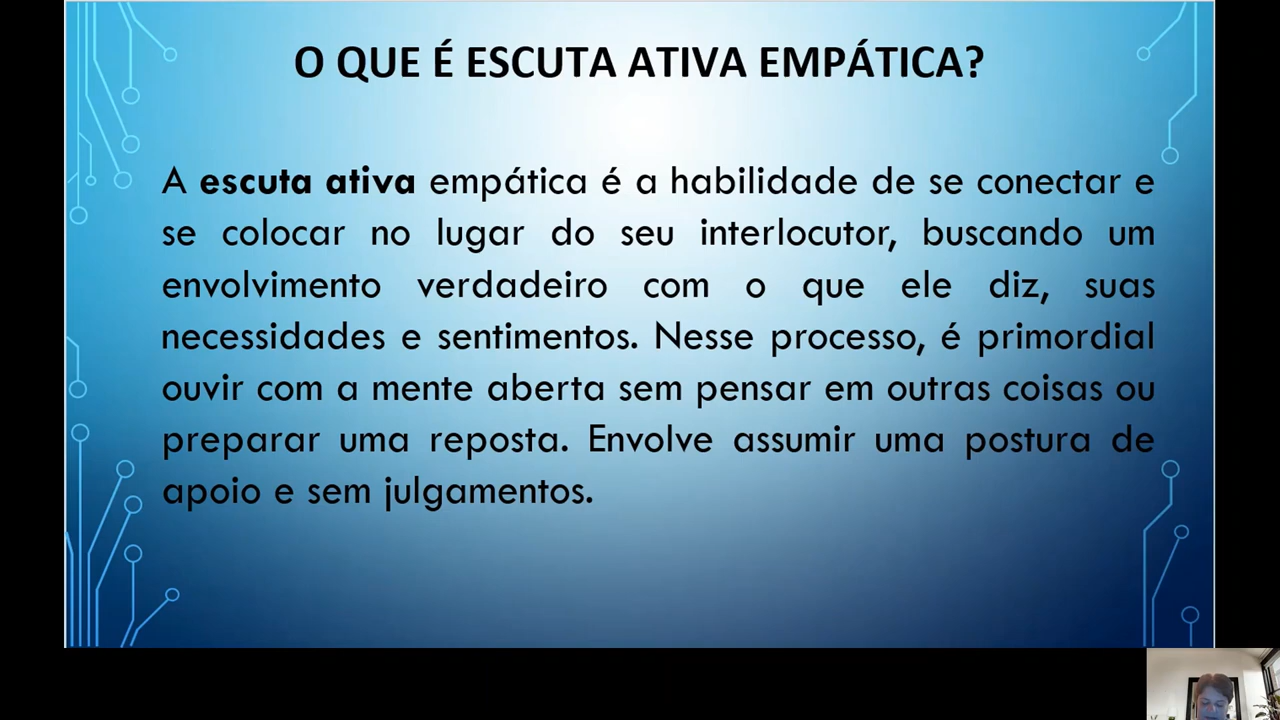 O QUE É ESCUTA ATIVA EMPÁTICA?
A escuta ativa empática é a habilidade de se conectar e
se colocar no lugar do seu interlocutor, buscando um
envolvimento verdadeiro com o que ele diz, suas
necessidades e sentimentos. Nesse processo, é primordial
ouvir com a mente aberta sem pensar em outras coisas ou
preparar uma reposta. Envolve assumir uma postura de
apoio e sem julgamentos.